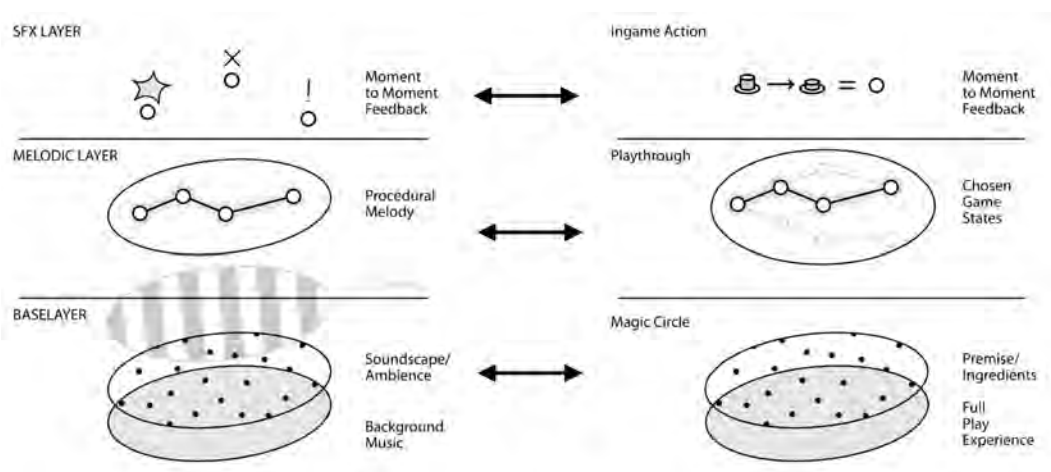 SFX LAYER
Ingame Action
!
Moment
to Moment
Feedback
=
Moment
to Moment
Feedback
MELODIC LAYER
Playthrough
Procedural
Melody
Chosen
Game
States
BASELAYER
Magic Circle
Soundscape/
Ambience
Premise/
Ingredients
Background
Music
Full
Play
Experience